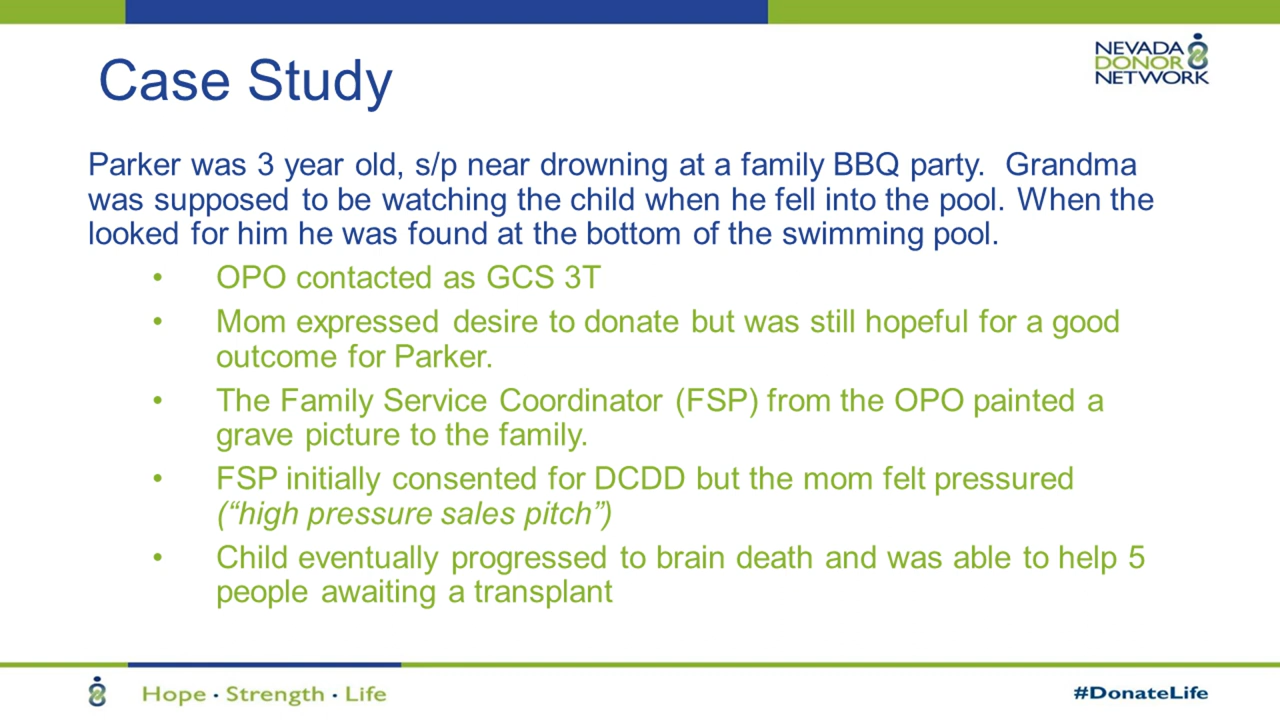 Case Study
NEVADA
DONOR
NETWORK
Parker was 3 year old, s/p near drowning at a family BBQ party.  Grandma
was supposed to be watching the child when he fell into the pool. When the
looked for him he was found at the bottom of the swimming pool.
• OPO contacted as GCS 3T
• Mom expressed desire to donate but was still hopeful for a good
outcome for Parker.
• The Family Service Coordinator (FSP) from the OPO painted a
grave picture to the family.
• FSP initially consented for DCDD but the mom felt pressured
(“high pressure sales pitch”)
• Child eventually progressed to brain death and was able to help 5
people awaiting a transplant
Hope · Strength · Life
#DonateLife